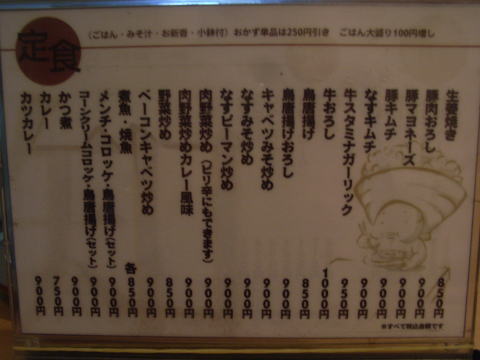 定食
(ごはん・みそ汁・お新香・小鉢付) おかず単品は250円引き ごはん大盛り100円増し
生姜焼き 850円
豚肉おろし 900円
豚マヨネーズ 900円
豚キムチ 900円
なすキムチ 900円
牛スタミナガーリック 950円
牛おろし 1000円
鳥唐揚げ 850円
鳥唐揚げおろし 900円
キャベツみそ炒め 900円
なすみそ炒め 900円
なすピーマン炒め 900円
肉野菜炒め(ピリ辛にもできます) 900円
肉野菜炒めカレー風味 900円
野菜炒め 850円
ベーコンキャベツ炒め 900円
煮魚・焼魚 各850円
メンチ・コロッケ・鳥唐揚げ(セット) 900円
コーンクリームコロッケ・鳥唐揚げ(セット) 900円
かつ煮 900円
カレー 750円
カツカレー 900円
※すべて税込金額です